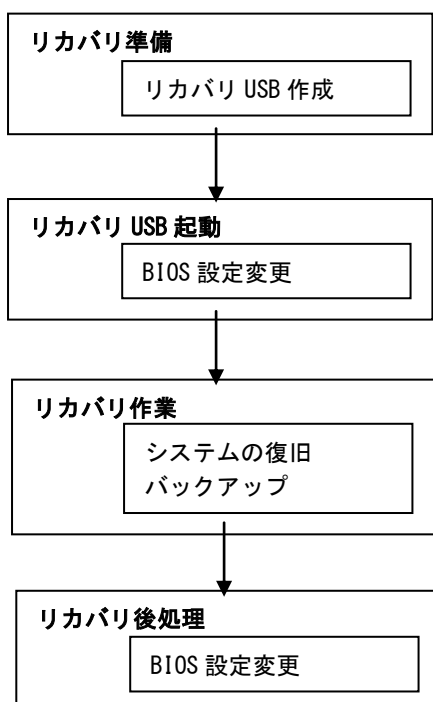 リカバリ準備
リカバリ USB 作成
リカバリ USB 起動
BIOS 設定変更
リカバリ作業
システムの復旧
バックアップ
リカバリ後処理
BIOS 設定変更